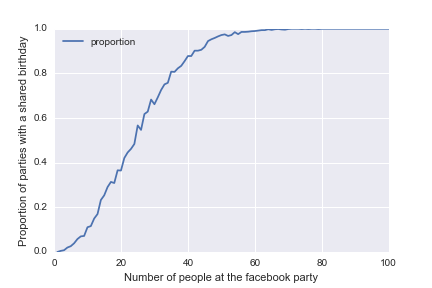 1.0
proportion
0.8
0.6
0.4
0.2
0.0
Proportion of parties with a shared birthday
0 20 40 60 80 100
Number of people at the facebook party